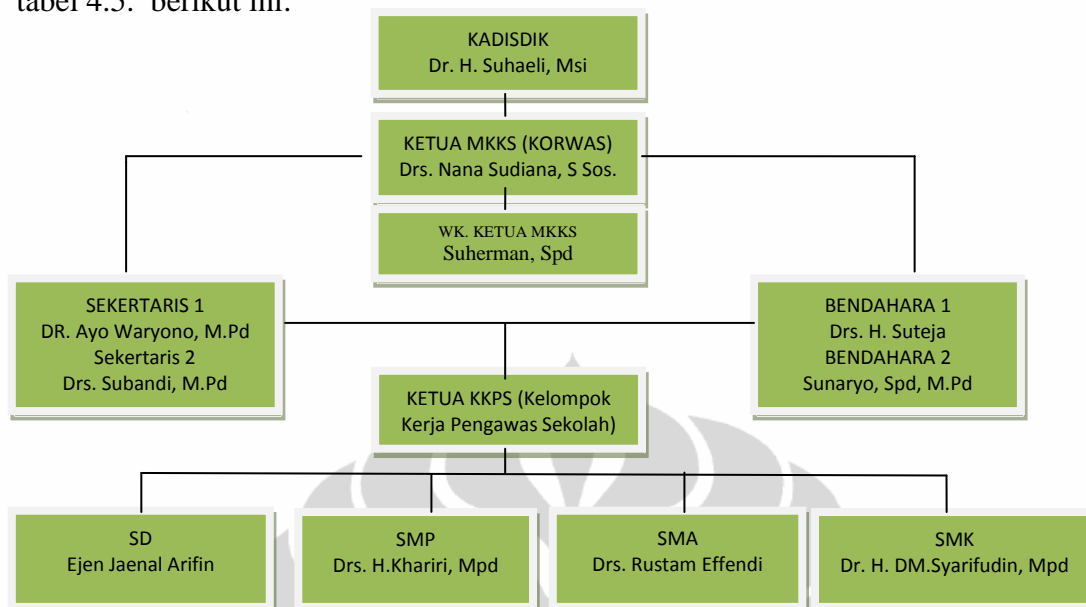 tabel 4.5. berikut ini:
KADISDIK
Dr. H. Suhaeli, Msi
KETUA MKKS (KORWAS)
Drs. Nana Sudiana, S Sos.
WK. KETUA MKKS
Suherman, Spd
SEKERTARIS 1
DR. Ayo Waryono, M.Pd
Sekertaris 2
Drs. Subandi, M.Pd
BENDAHARA 1
Drs. H. Suteja
BENDAHARA 2
Sunaryo, Spd, M.Pd
KETUA KKPS (Kelompok
Kerja Pengawas Sekolah)
SD
Ejen Jaenal Arifin
SMP
Drs. H.Khariri, Mpd
SMA
Drs. Rustam Effendi
SMK
Dr. H. DM.Syarifudin, Mpd